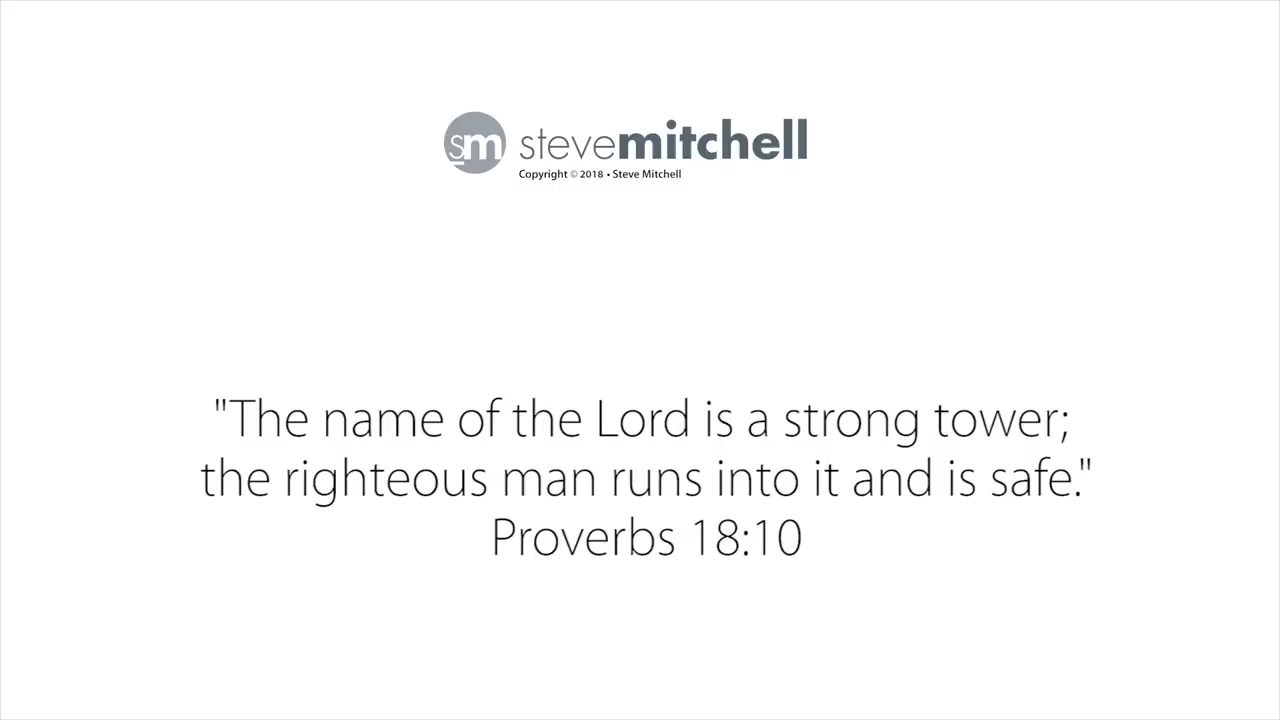 sm stevemitchell
Copyright © 2018 • Steve Mitchell
"The name of the Lord is a strong tower;
the righteous man runs into it and is safe."
Proverbs 18:10